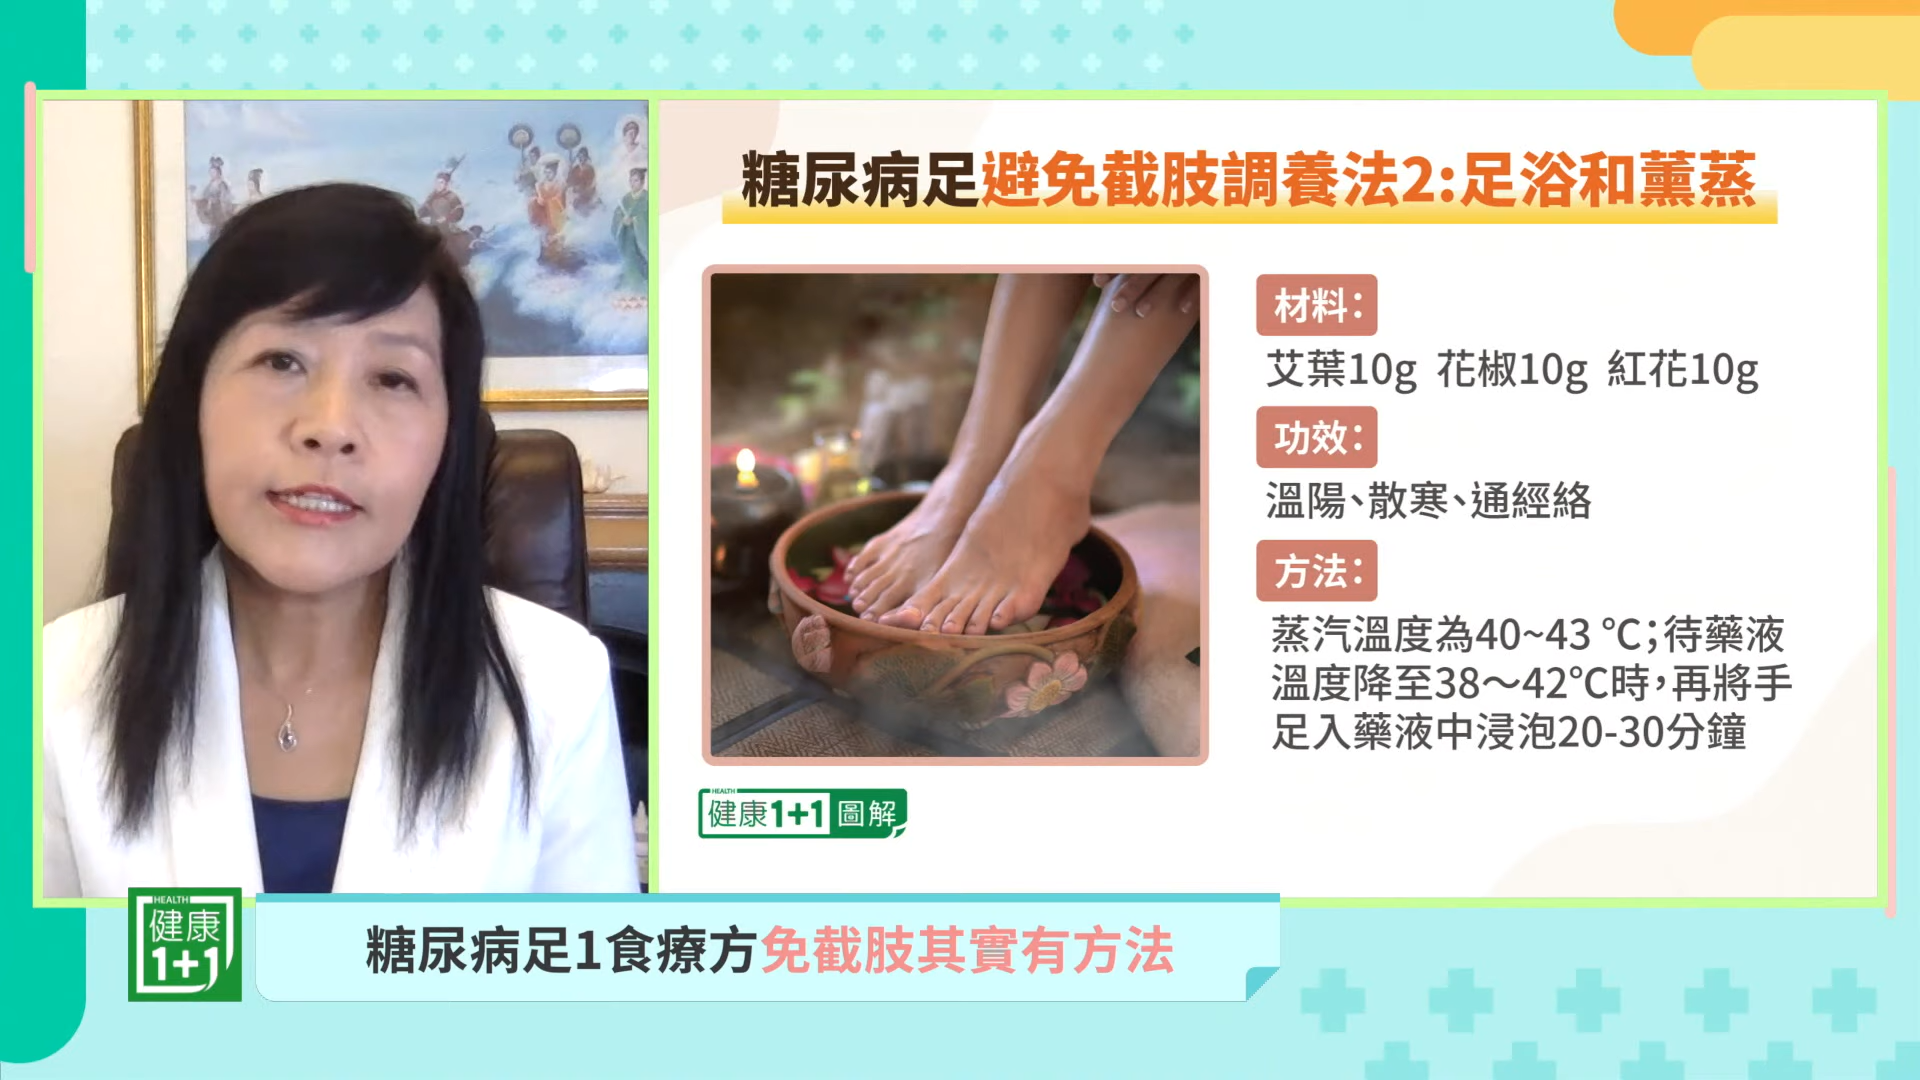 糖尿病足避免截肢調養法2:足浴和薰蒸
材料:
艾葉10g 花椒10g 紅花10g
功效:
溫陽、散寒、通經絡
方法:
蒸汽溫度為40~43 ℃;待藥液
溫度降至38～42℃時,再將手
足入藥液中浸泡20-30分鐘
HEALTH
健康1+1 圖解
HEALTH
健康
1+1
糖尿病足1食療方免截肢其實有方法